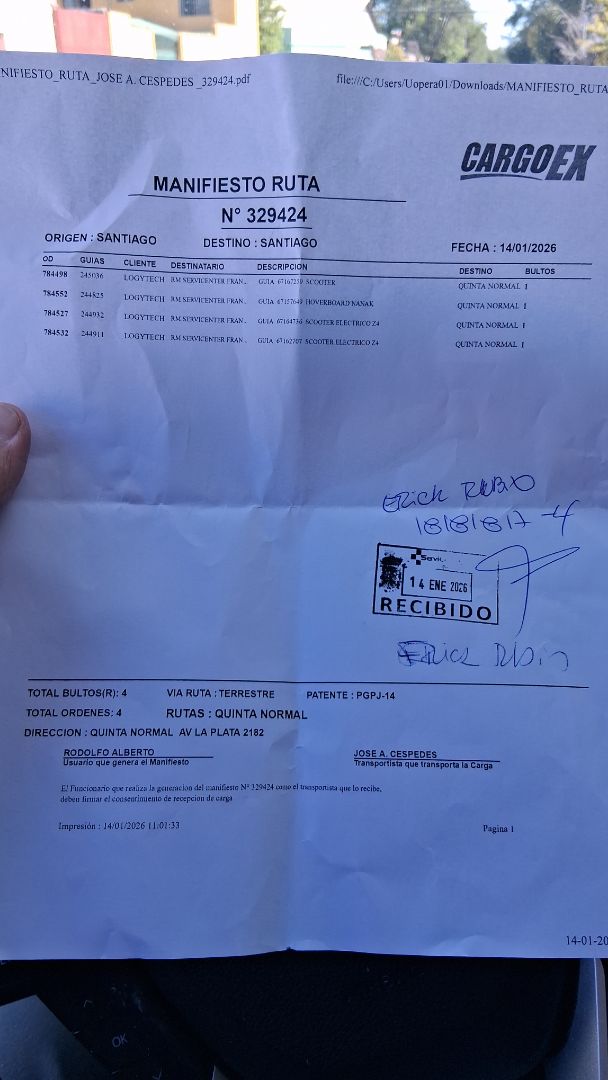 NIFIESTO_RUTA_JOSE A. CESPEDES _329424.pdf file:///C:/Users/Uopera01/Downloads/MANIFIESTO_RUTA
CARGOEX
MANIFIESTO RUTA
N° 329424
ORIGEN : SANTIAGO DESTINO : SANTIAGO FECHA : 14/01/2026
OD GUIAS CLIENTE DESTINATARIO DESCRIPCION DESTINO BULTOS
784498 245036 LOGYTECH RM SERVICENTER FRAN.. GUIA 67167259 SCOOTER QUINTA NORMAL 1
784552 244825 LOGYTECH RM SERVICENTER FRAN.. GUIA 67157649 HOVERBOARD NANAK QUINTA NORMAL 1
784527 244932 LOGYTECH RM SERVICENTER FRAN.. GUIA 67164736 SCOOTER ELECTRICO Z4 QUINTA NORMAL 1
784532 244911 LOGYTECH RM SERVICENTER FRAN.. GUIA 67162707 SCOOTER ELECTRICO Z4 QUINTA NORMAL 1
Erick Rubio
18181817-4
14 ENE 2026
RECIBIDO
Erick Rubio
TOTAL BULTOS(R): 4 VIA RUTA : TERRESTRE PATENTE : PGPJ-14
TOTAL ORDENES: 4 RUTAS : QUINTA NORMAL
DIRECCION : QUINTA NORMAL AV LA PLATA 2182
RODOLFO ALBERTO JOSE A. CESPEDES
Usuario que genera el Manifiesto Transportista que transporta la Carga
El Funcionario que realiza la generacion del manifiesto N° 329424 como el transportista que lo recibe,
deben firmar el consentimiento de recepcion de carga
Impresión : 14/01/2026 11:01:33 Pagina 1
14-01-20
OK